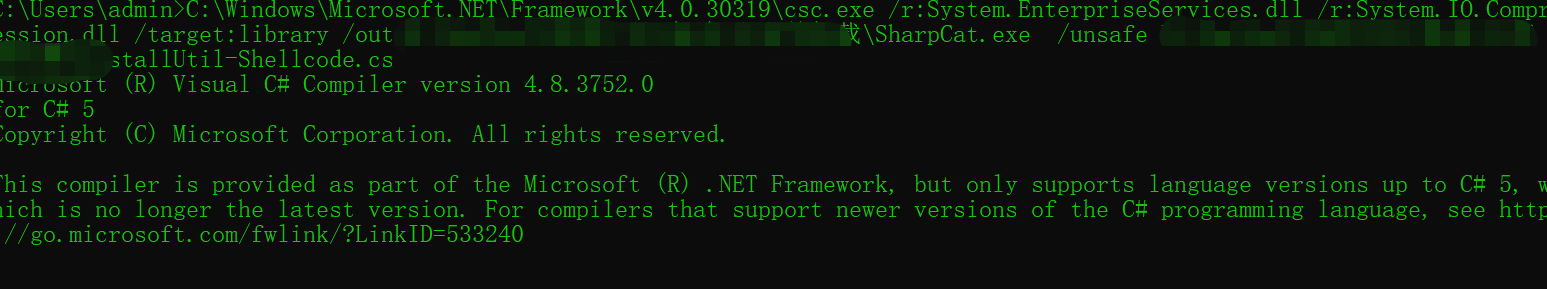 :\Users\admin>C:\Windows\Microsoft.NET\Framework\v4.0.30319\csc.exe /r:System.EnterpriseServices.dll /r:System.IO.Compr
ession.dll /target:library /out 载\SharpCat.exe /unsafe
stallUtil-Shellcode.cs
Microsoft (R) Visual C# Compiler version 4.8.3752.0
for C# 5
Copyright (C) Microsoft Corporation. All rights reserved.
This compiler is provided as part of the Microsoft (R) .NET Framework, but only supports language versions up to C# 5, w
hich is no longer the latest version. For compilers that support newer versions of the C# programming language, see http
://go.microsoft.com/fwlink/?LinkID=533240